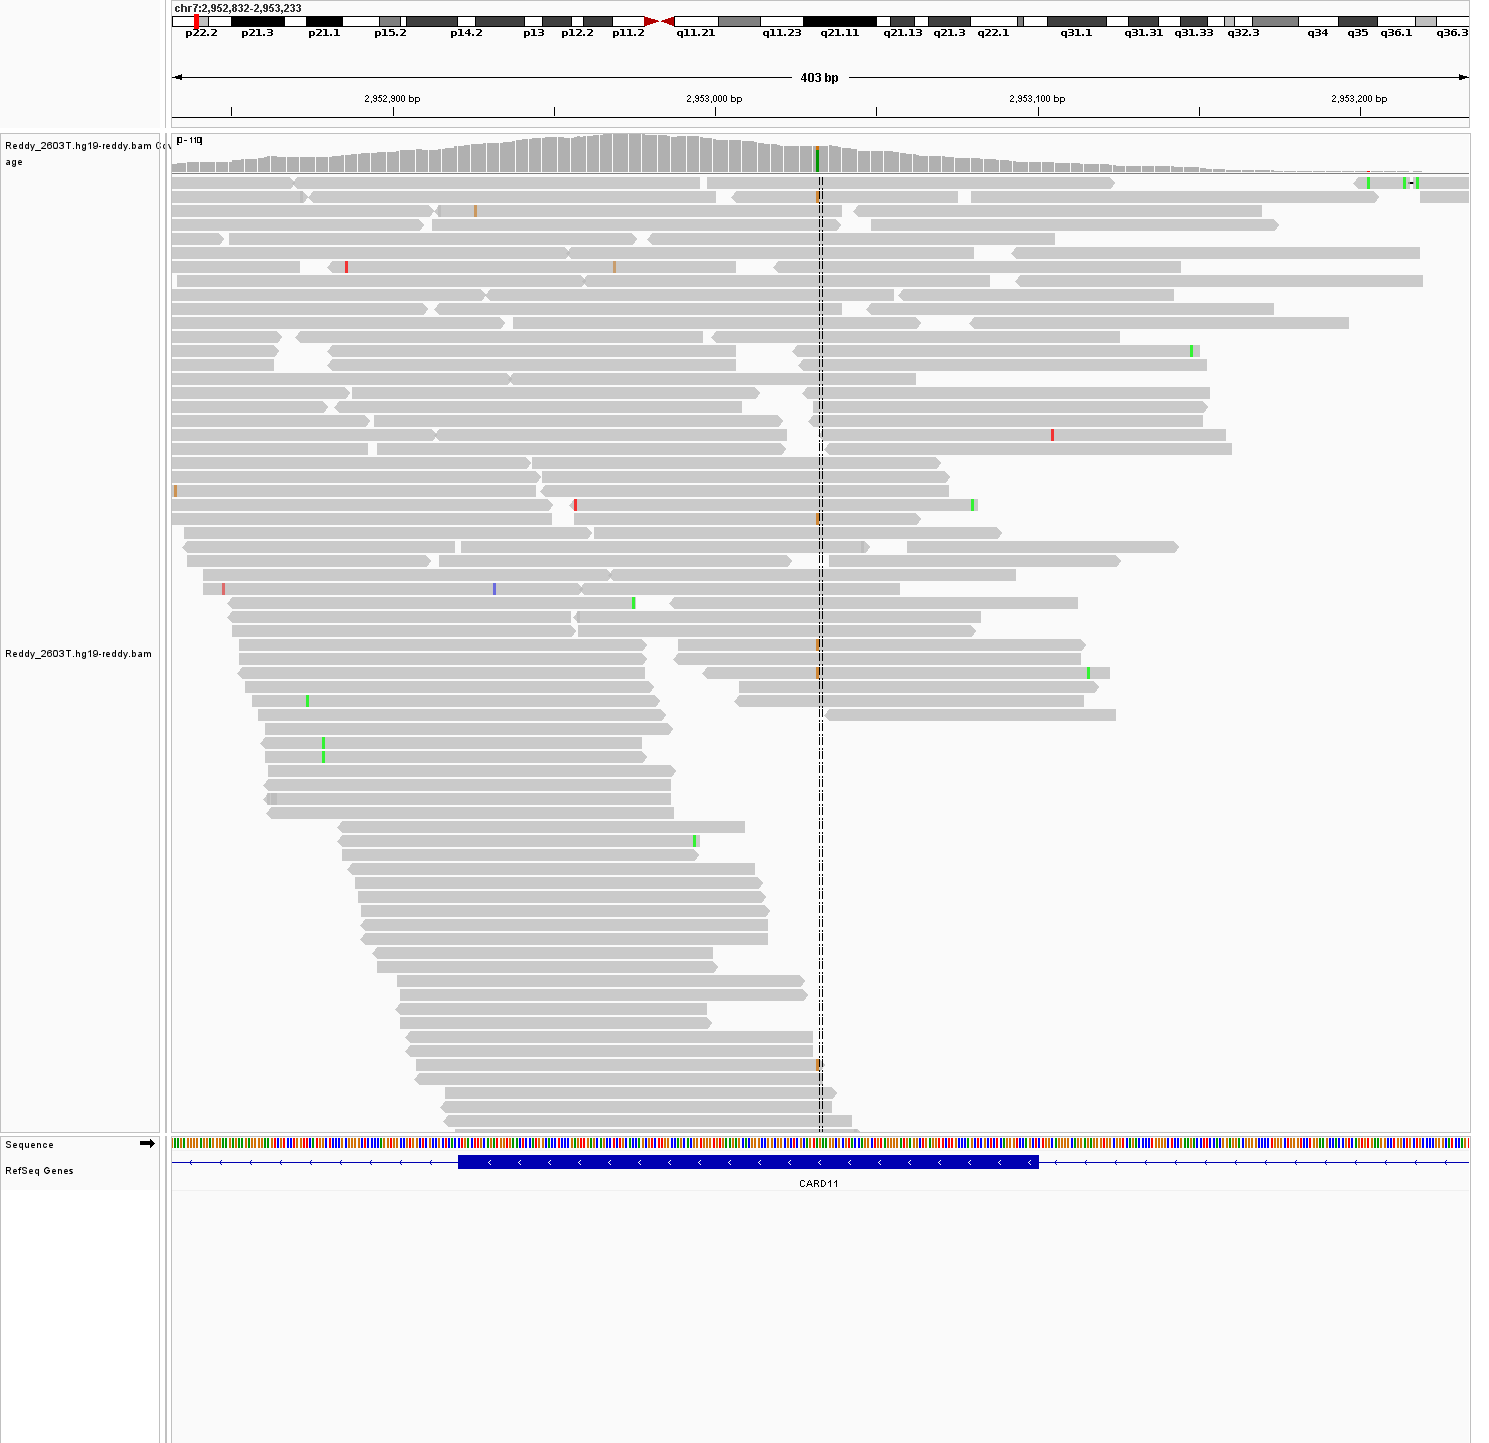 chr7:2,952,832-2,953,233
p22.2 p21.3 p21.1 p15.2 p14.2 p13 p12.2 p11.2 q11.21 q11.23 q21.11 q21.13 q21.3 q22.1 q31.1 q31.31 q31.33 q32.3 q34 q35 q36.1 q36.3
403 bp
2,952,900 bp 2,953,000 bp 2,953,100 bp 2,953,200 bp
[0 - 110]
Reddy_2603T.hg19-reddy.bam Cov
age
Reddy_2603T.hg19-reddy.bam
Sequence
RefSeq Genes
CARD11